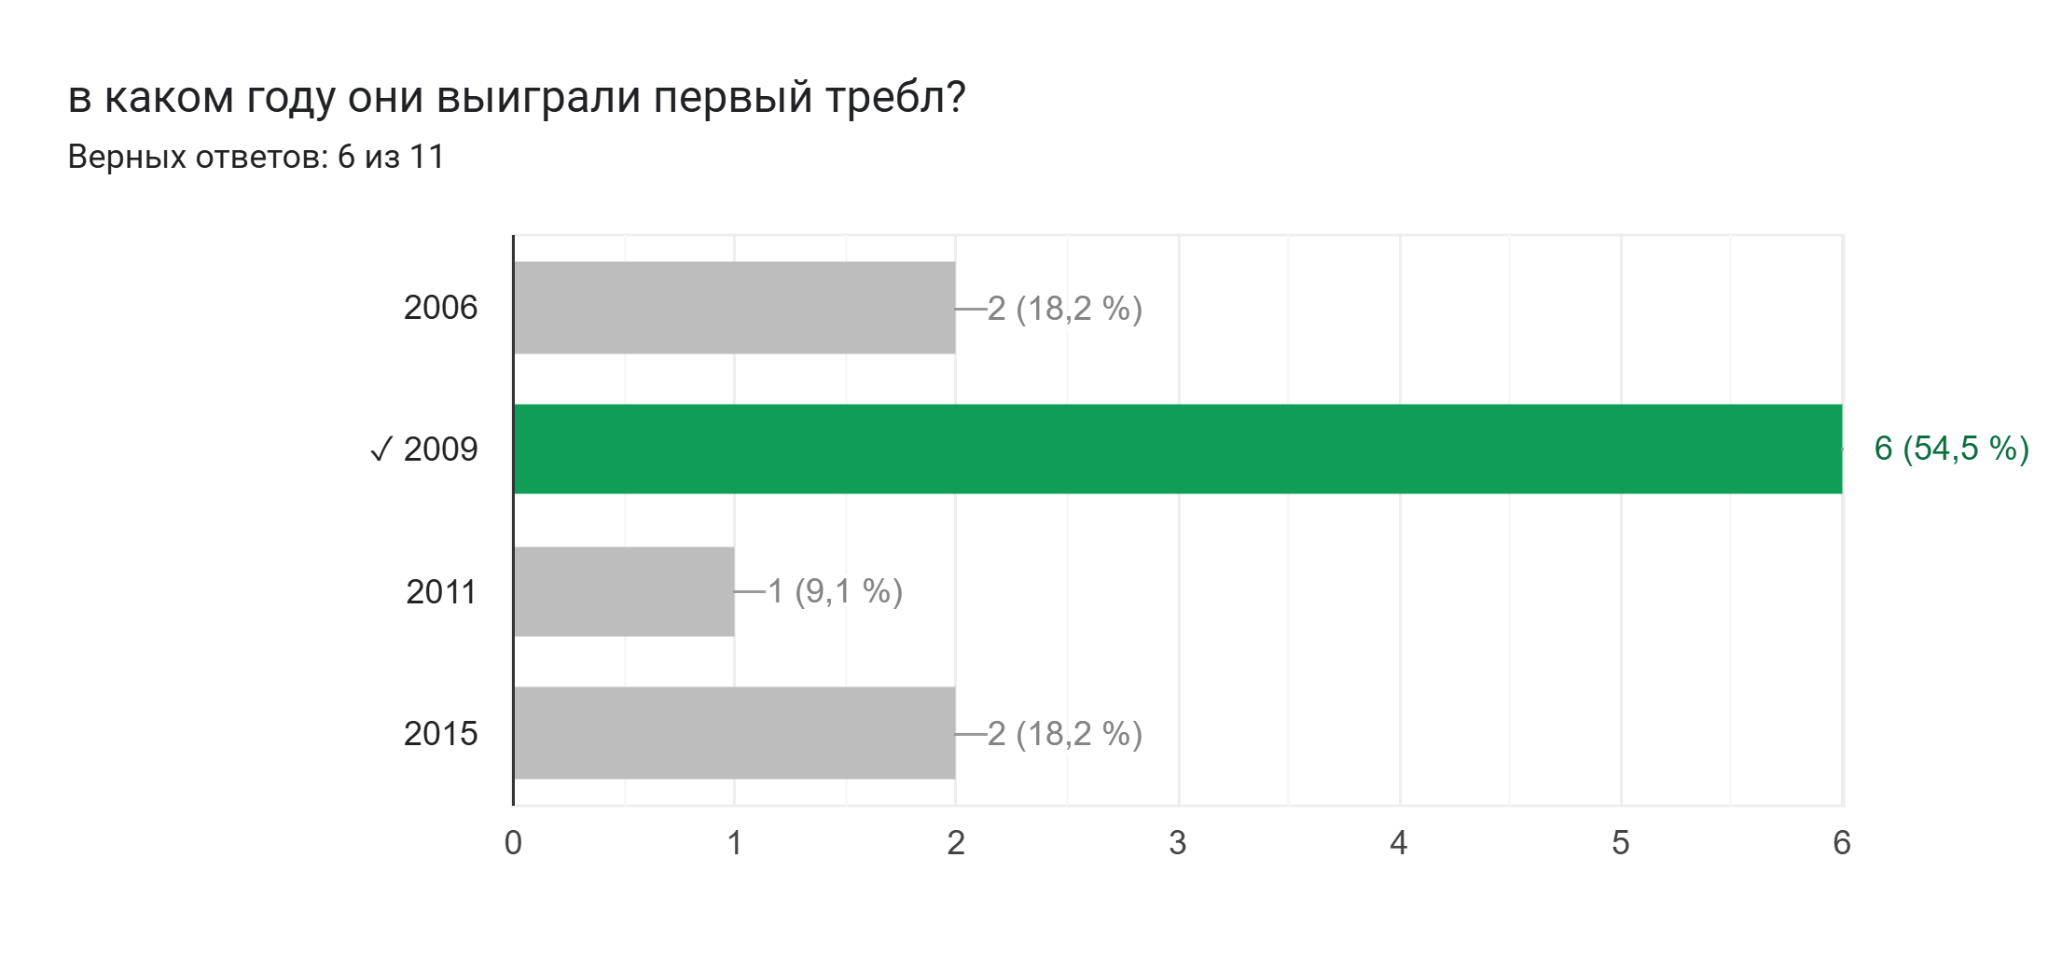 в каком году они выиграли первый требл?
Верных ответов: 6 из 11
2006
2 (18,2 %)
✓ 2009
6 (54,5 %)
2011
1 (9,1 %)
2015
2 (18,2 %)
0 1 2 3 4 5 6